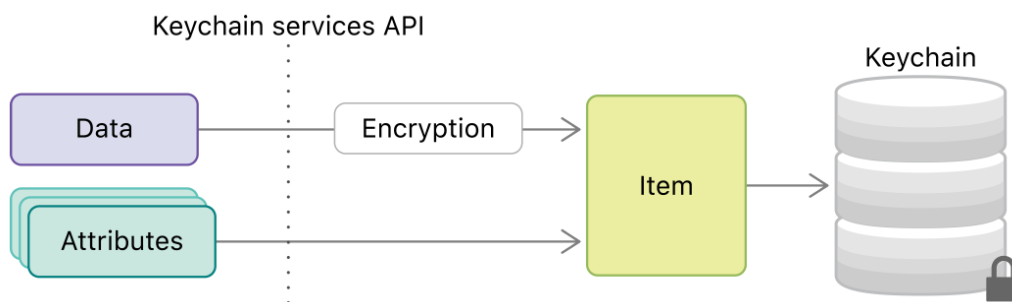 Keychain services API
Keychain
Data
Encryption
Item
Attributes